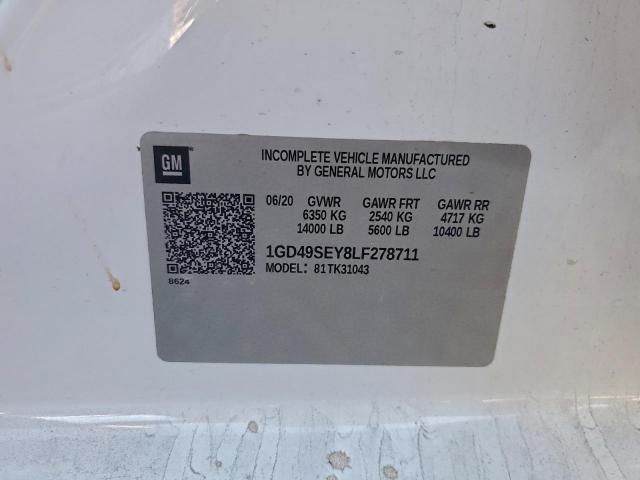 GM
INCOMPLETE VEHICLE MANUFACTURED
BY GENERAL MOTORS LLC
06/20 GVWR GAWR FRT GAWR RR
6350 KG 2540 KG 4717 KG
14000 LB 5600 LB 10400 LB
1GD49SEY8LF278711
MODEL: 81TK31043
8624